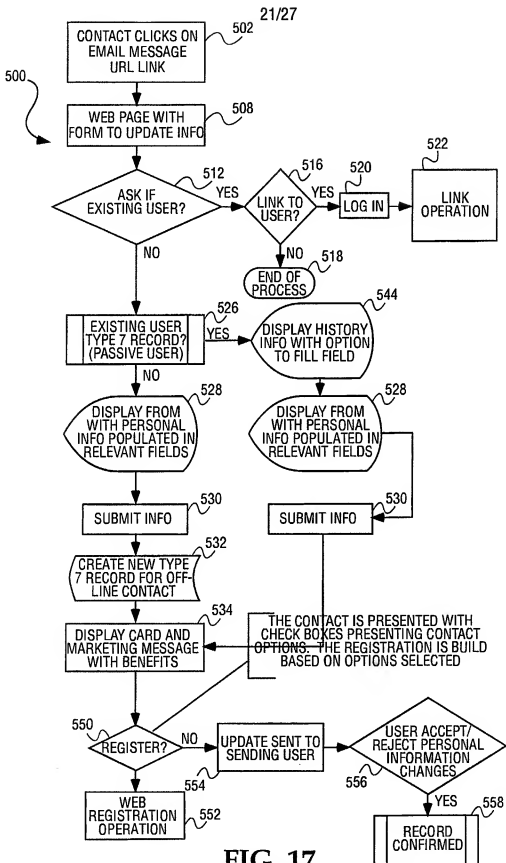 21/27
CONTACT CLICKS ON
EMAIL MESSAGE
URL LINK
502
500
WEB PAGE WITH
FORM TO UPDATE INFO
508
ASK IF
EXISTING USER?
512
YES
NO
LINK TO
USER?
516
YES
NO
LOG IN
520
LINK
OPERATION
522
END OF
PROCESS
518
EXISTING USER
TYPE 7 RECORD?
(PASSIVE USER)
526
YES
NO
DISPLAY HISTORY
INFO WITH OPTION
TO FILL FIELD
544
DISPLAY FROM
WITH PERSONAL
INFO POPULATED IN
RELEVANT FIELDS
528
DISPLAY FROM
WITH PERSONAL
INFO POPULATED IN
RELEVANT FIELDS
528
SUBMIT INFO
530
SUBMIT INFO
530
CREATE NEW TYPE
7 RECORD FOR OFF-
LINE CONTACT
532
DISPLAY CARD AND
MARKETING MESSAGE
WITH BENEFITS
534
THE CONTACT IS PRESENTED WITH
CHECK BOXES PRESENTING CONTACT
OPTIONS. THE REGISTRATION IS BUILD
BASED ON OPTIONS SELECTED
REGISTER?
550
NO
UPDATE SENT TO
SENDING USER
554
USER ACCEPT/
REJECT PERSONAL
INFORMATION
CHANGES
556
YES
WEB
REGISTRATION
OPERATION
552
RECORD
CONFIRMED
558
FIG. 17